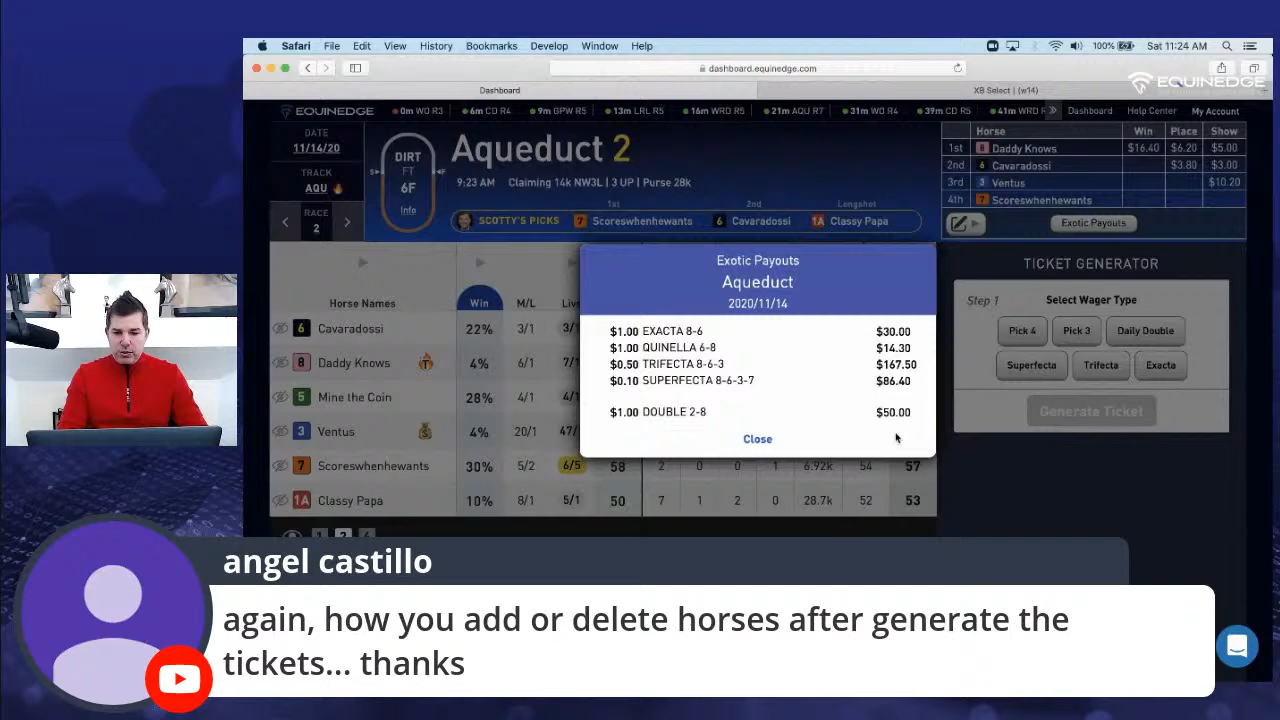 Safari File Edit View History Bookmarks Develop Window Help
100% Sat 11:24 AM
dashboard.equinedge.com
Dashboard
XB Select | (w14)
EQUINEDGE
EQUINEDGE
0m WO R3
6m CD R4
9m GPW R5
13m LRL R5
16m WRD R5
21m AQU R7
31m WO R4
39m CD R5
41m WRD R
Dashboard Help Center My Account
DATE
11/14/20
TRACK
AQU
RACE
2
DIRT
FT
6F
Info
Aqueduct 2
9:23 AM Claiming 14k NW3L | 3 UP | Purse 28k
1st 2nd Longshot
SCOTTY'S PICKS 7 Scoreswhenhewants 6 Cavaradossi 1A Classy Papa
Horse Win Place Show
1st 8 Daddy Knows $16.40 $6.20 $5.00
2nd 6 Cavaradossi $3.80 $3.00
3rd 3 Ventus $10.20
4th 7 Scoreswhenhewants
Exotic Payouts
Horse Names Win M/L
6 Cavaradossi 22% 3/1
8 Daddy Knows 4% 6/1
5 Mine the Coin 28% 4/1
3 Ventus 4% 20/1
7 Scoreswhenhewants 30% 5/2 6/5 58 2 0 0 1 6.92k 54 57
1A Classy Papa 10% 8/1 5/1 50 7 1 2 0 28.7k 52 53
Exotic Payouts
Aqueduct
2020/11/14
$1.00 EXACTA 8-6 $30.00
$1.00 QUINELLA 6-8 $14.30
$0.50 TRIFECTA 8-6-3 $167.50
$0.10 SUPERFECTA 8-6-3-7 $86.40
$1.00 DOUBLE 2-8 $50.00
Close
TICKET GENERATOR
Step 1 Select Wager Type
Pick 4 Pick 3 Daily Double
Superfecta Trifecta Exacta
Generate Ticket
angel castillo
again, how you add or delete horses after generate the
tickets... thanks